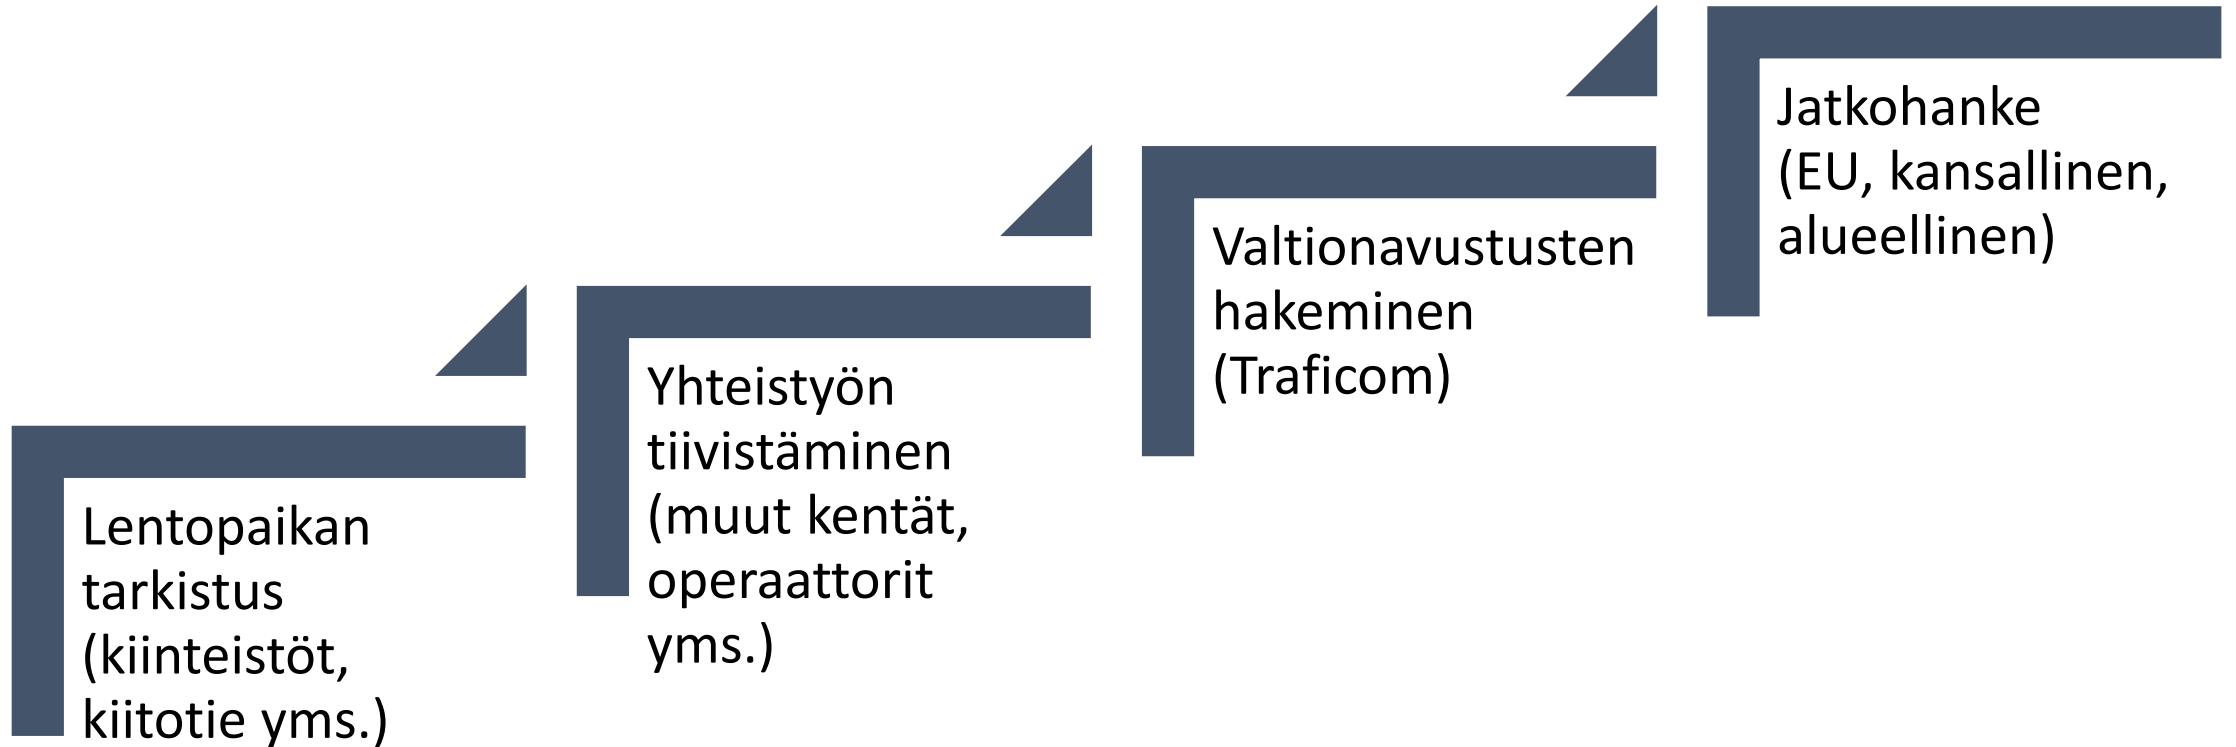 Lentopaikan
tarkistus
(kiinteistöt,
kiitotie yms.)
Yhteistyön
tiivistäminen
(muut kentät,
operaattorit
yms.)
Valtionavustusten
hakeminen
(Traficom)
Jatkohanke
(EU, kansallinen,
alueellinen)